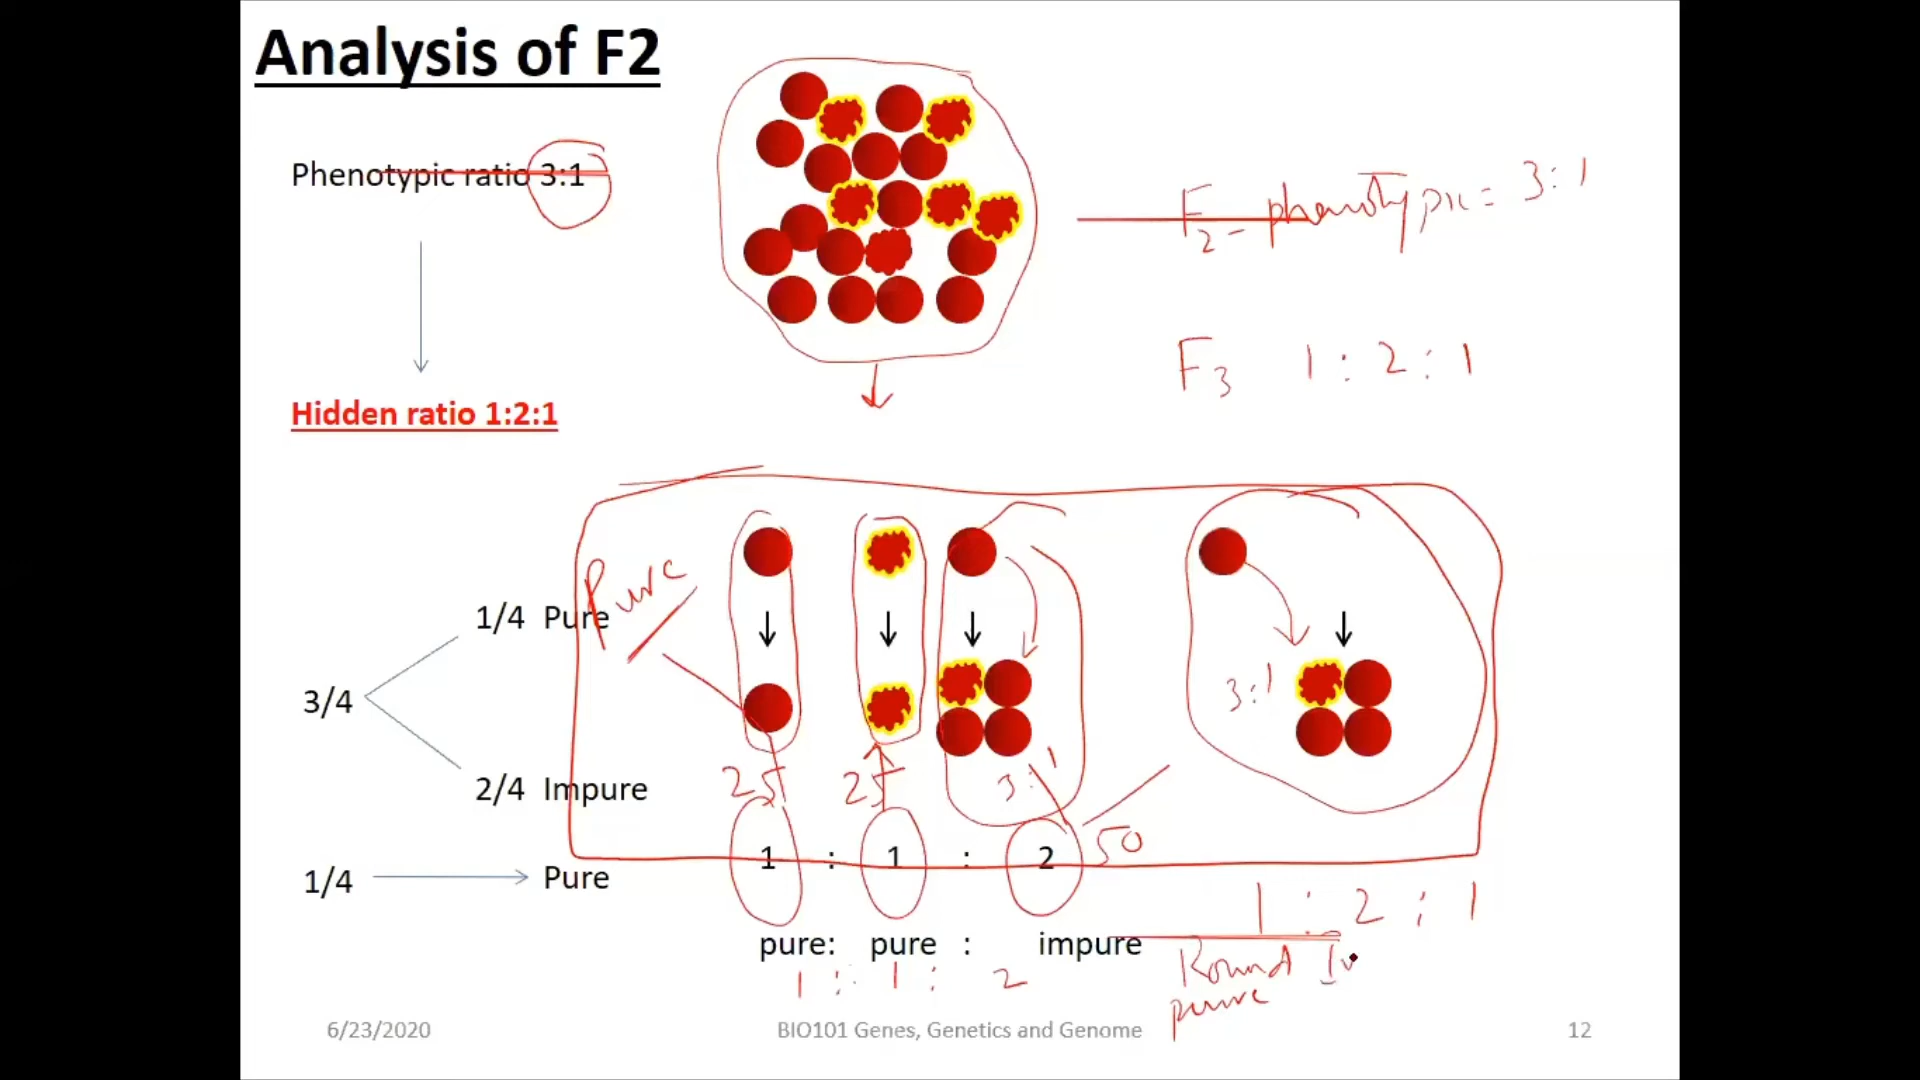 Analysis of F2
Phenotypic ratio 3:1
F2 - phenotypic = 3:1
F3 1 : 2 : 1
Hidden ratio 1:2:1
Pure
1/4 Pure
3/4
3:1
2/4 Impure
25 25 3:1
1 : 1 : 2 50
1/4 Pure
1 : 2 : 1
pure: pure : impure
Round
1 : 1 : 2
pure
6/23/2020 BIO101 Genes, Genetics and Genome 12